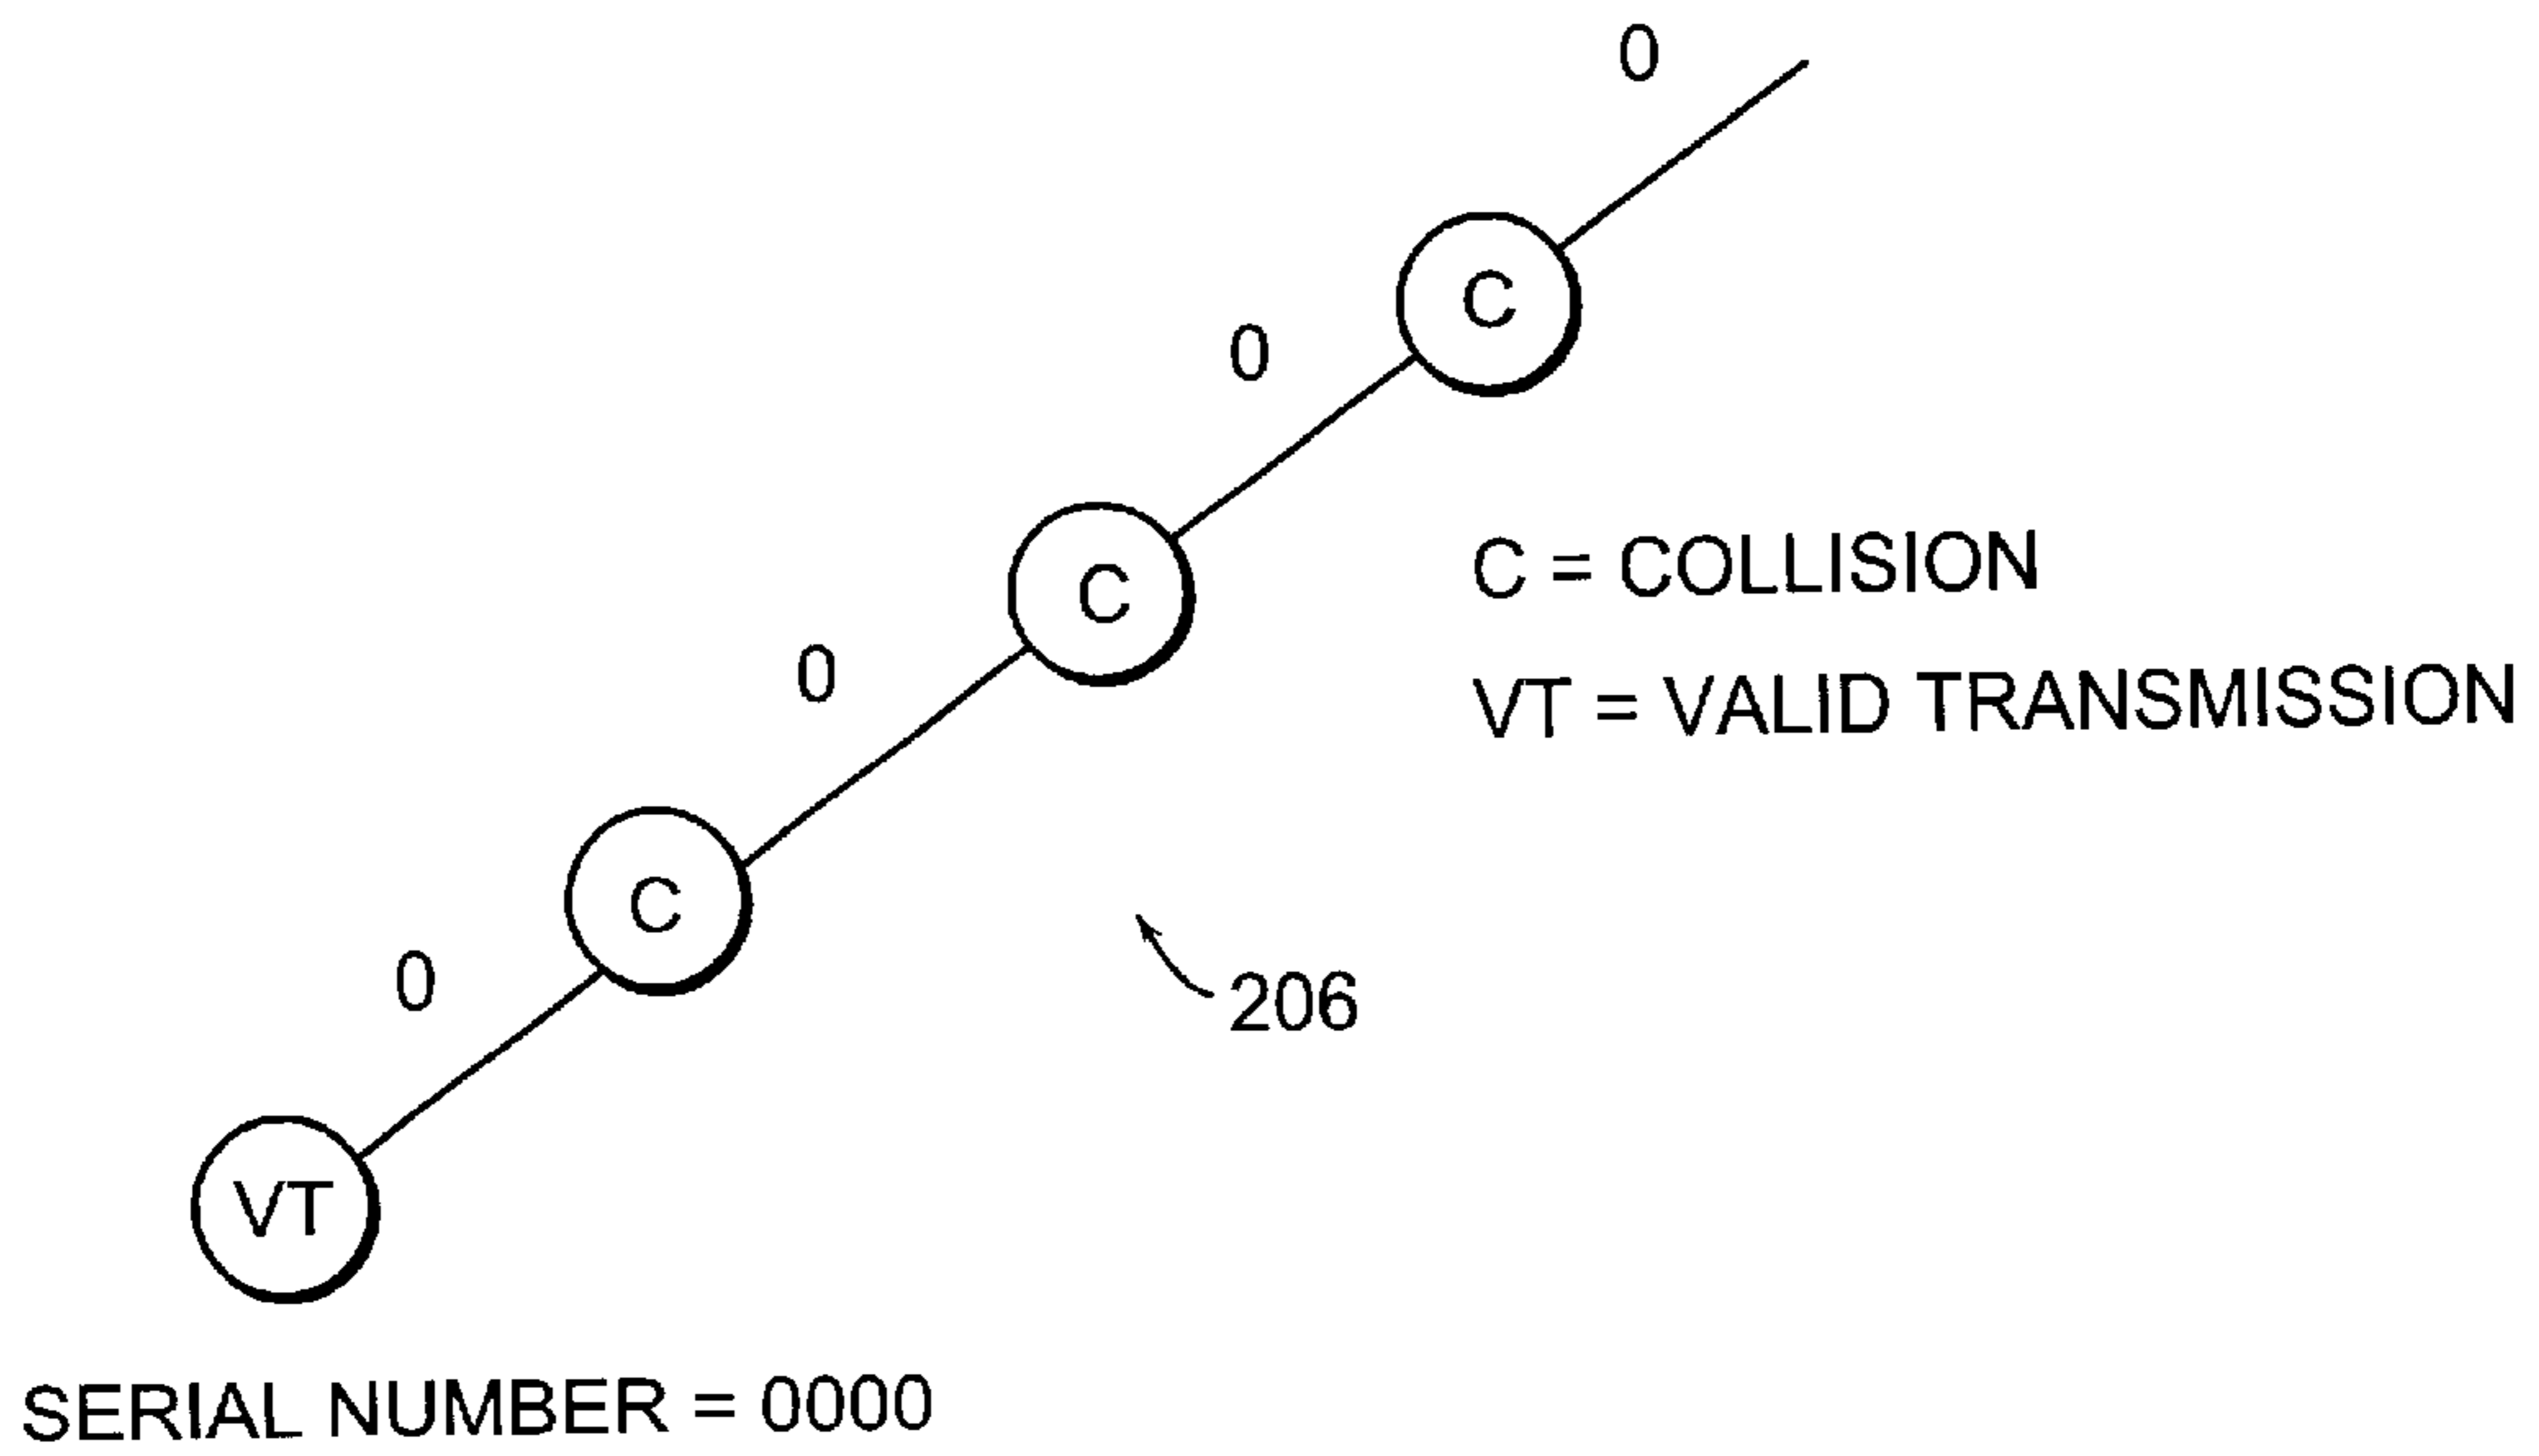 0
C
0
C
C = COLLISION
0
VT = VALID TRANSMISSION
C
0
206
VT
SERIAL NUMBER = 0000